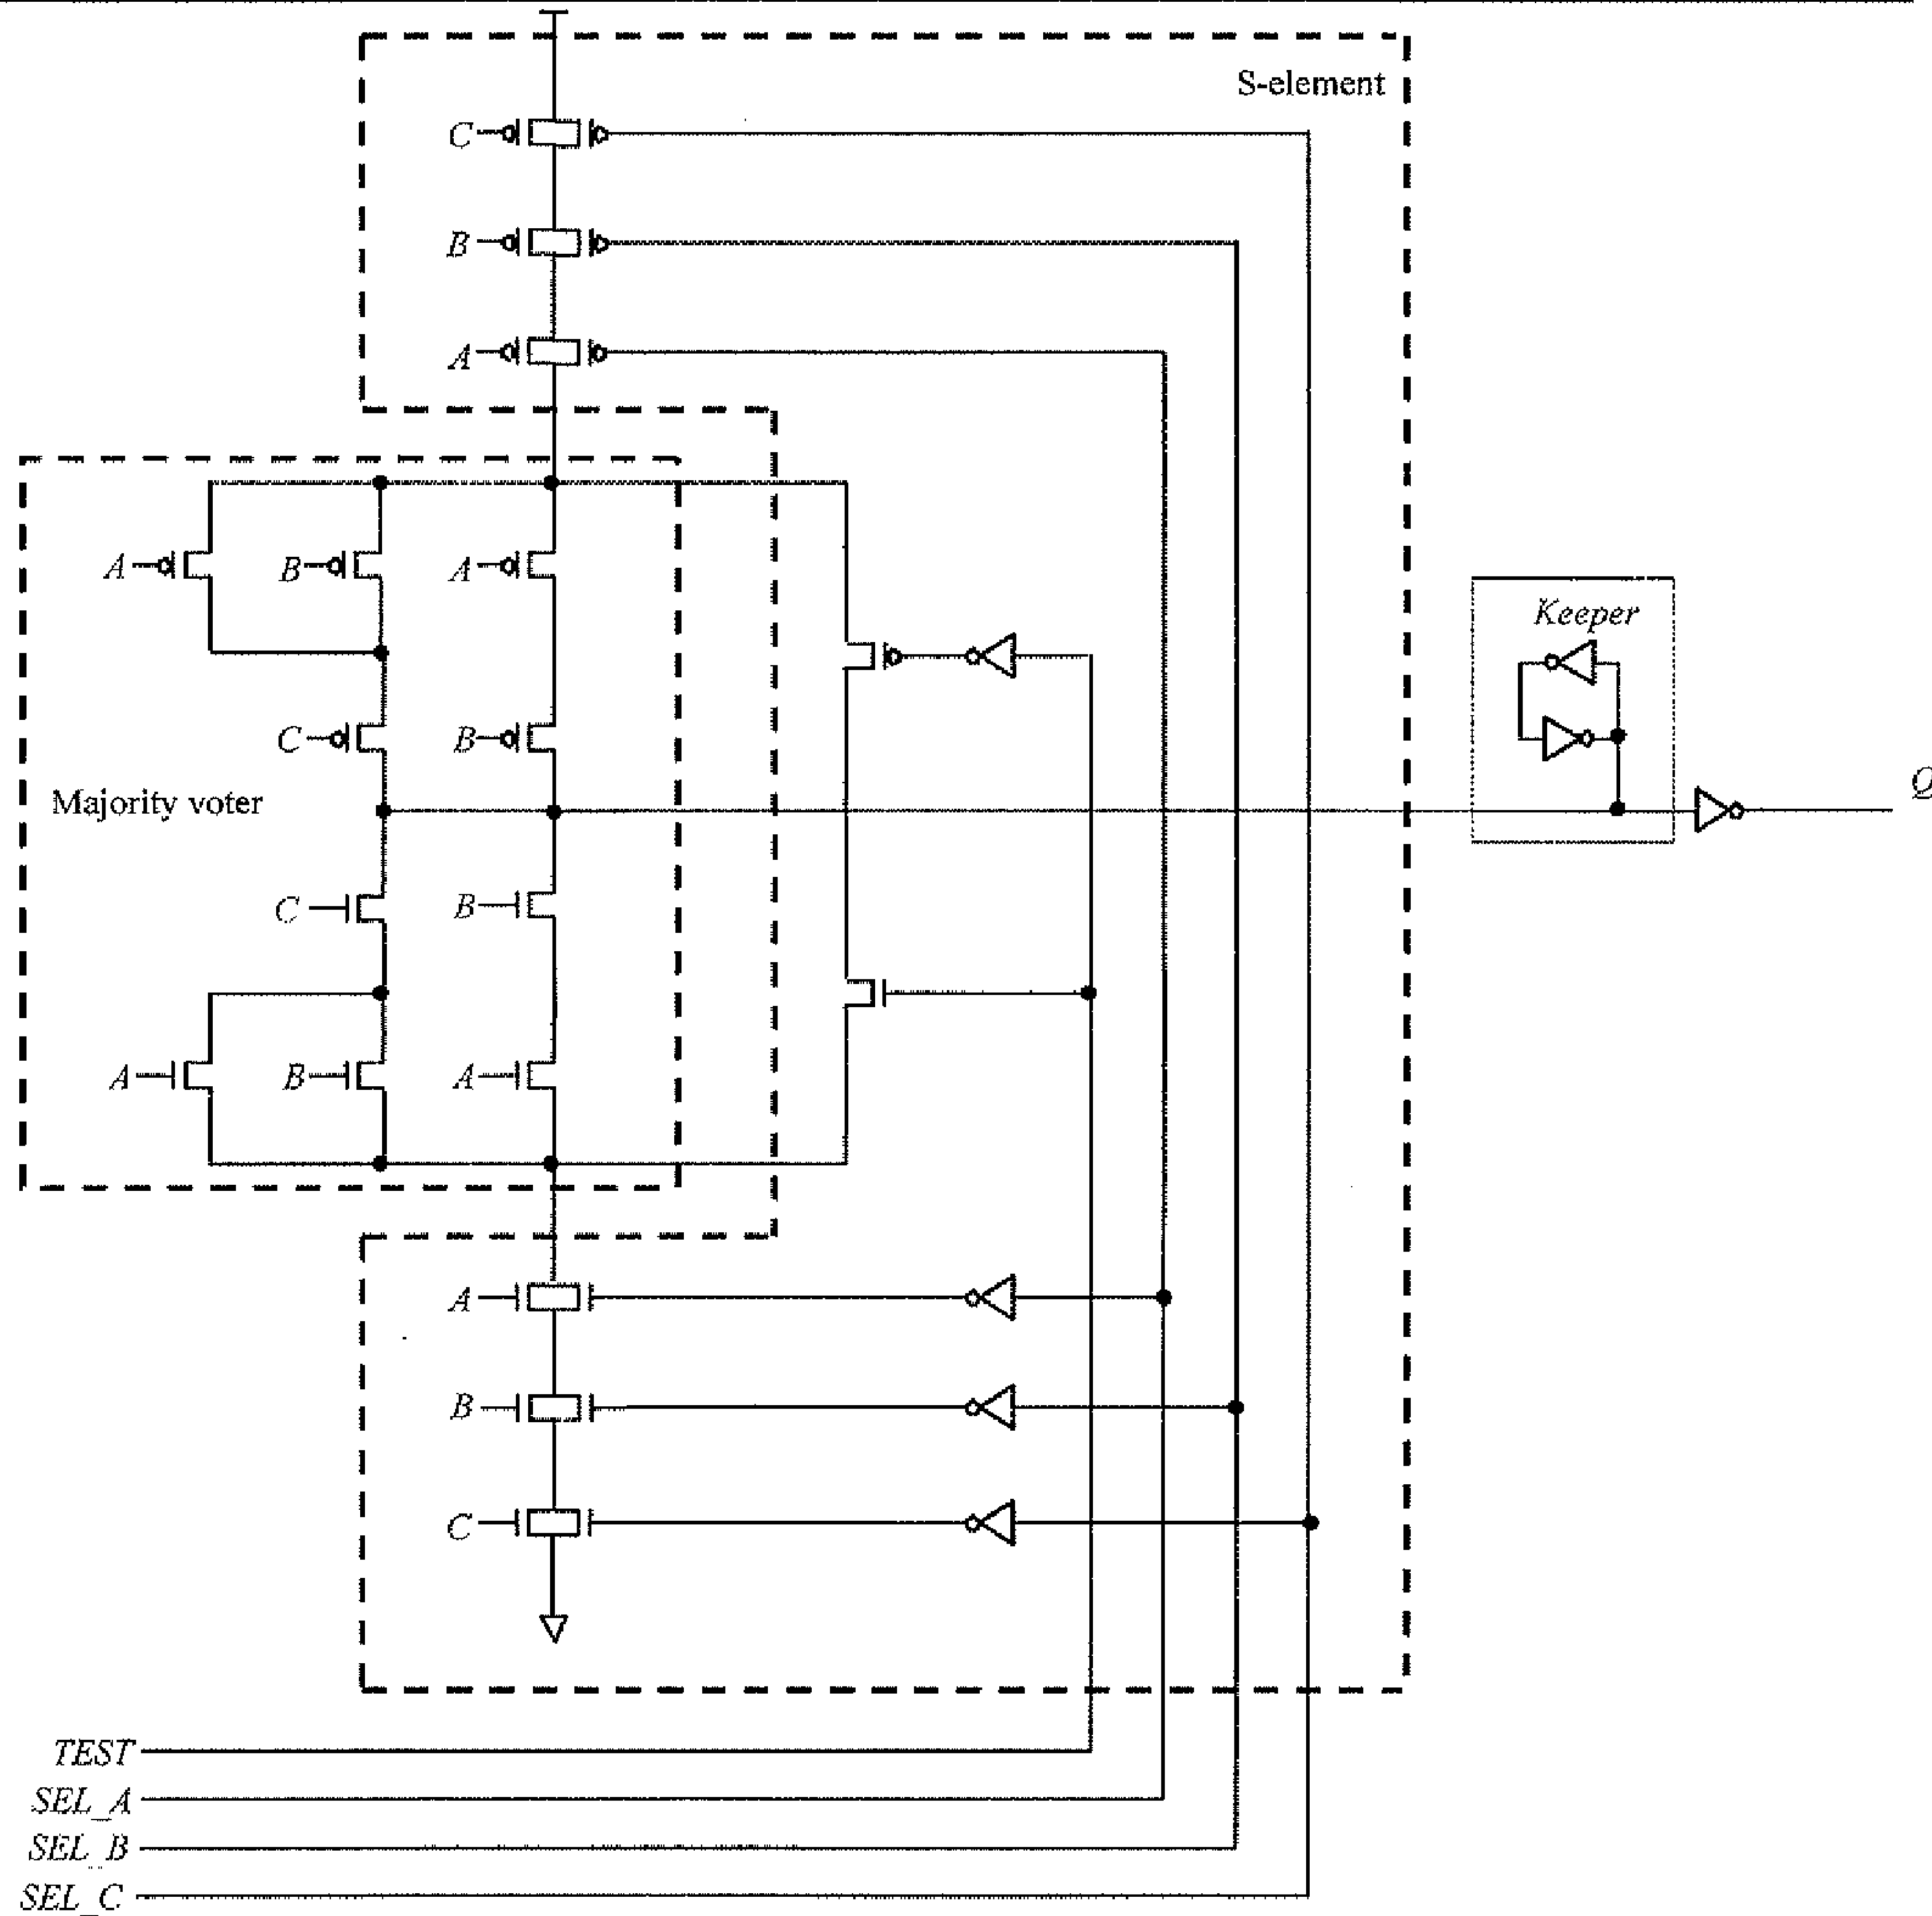 S-element
C
B
A
A B A
Keeper
C B
Q
Majority voter
C B
A B A
A
B
C
TEST
SEL_A
SEL_B
SEL_C